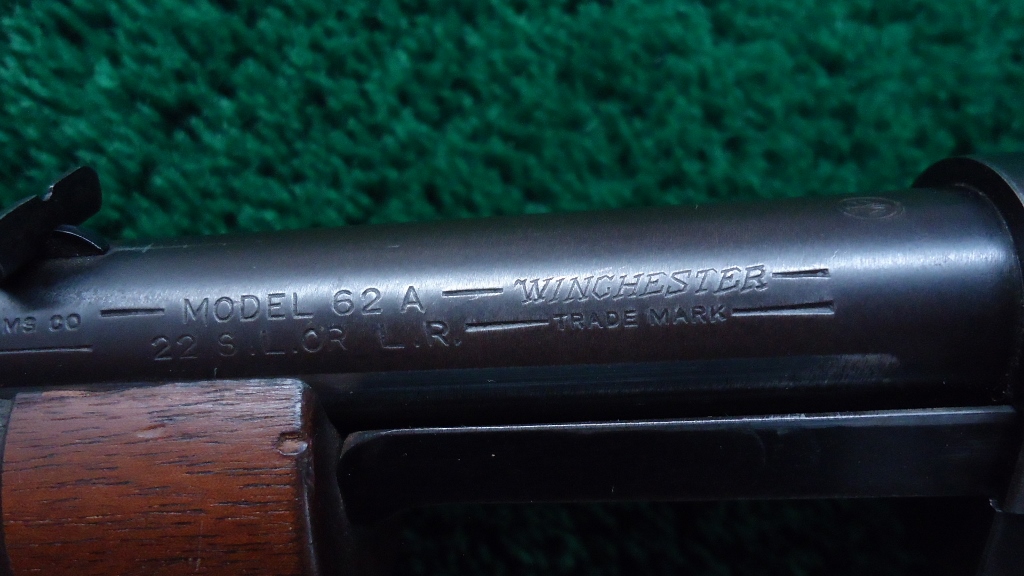 MS CO — MODEL 62 A — WINCHESTER —
22 S.L.OR L.R. — TRADE MARK —